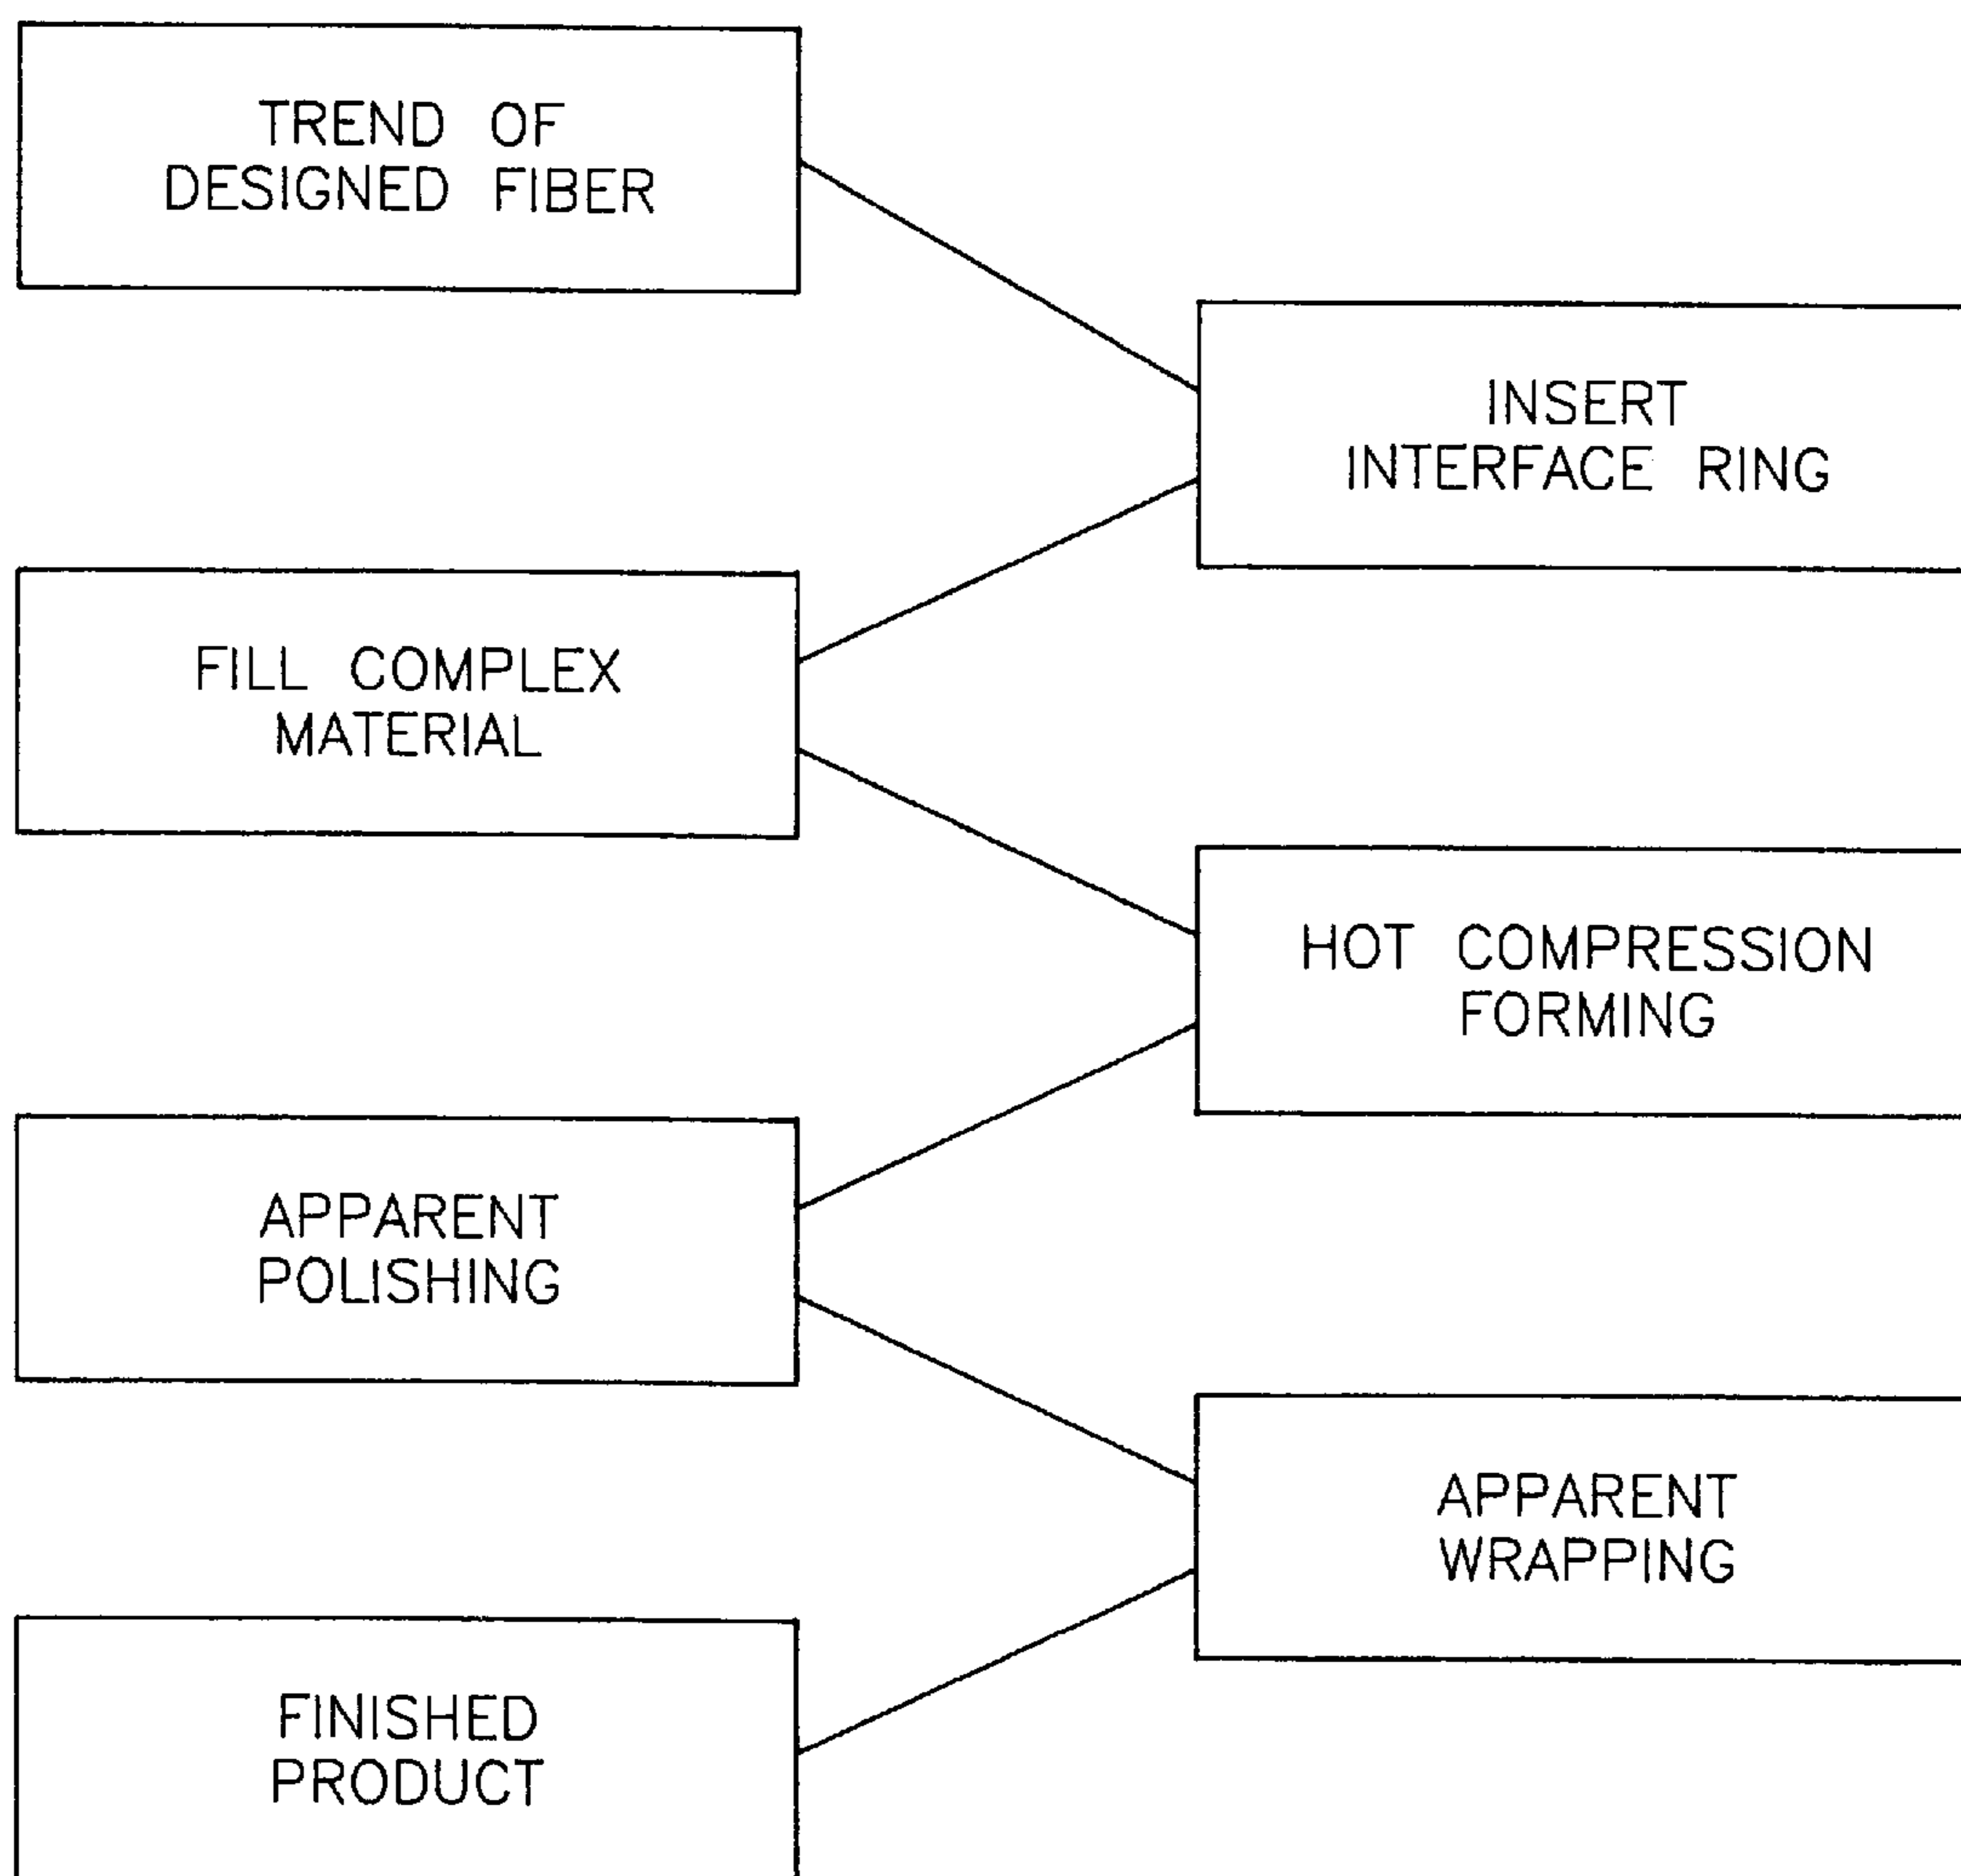 TREND OF
DESIGNED FIBER
INSERT
INTERFACE RING
FILL COMPLEX
MATERIAL
HOT COMPRESSION
FORMING
APPARENT
POLISHING
APPARENT
WRAPPING
FINISHED
PRODUCT